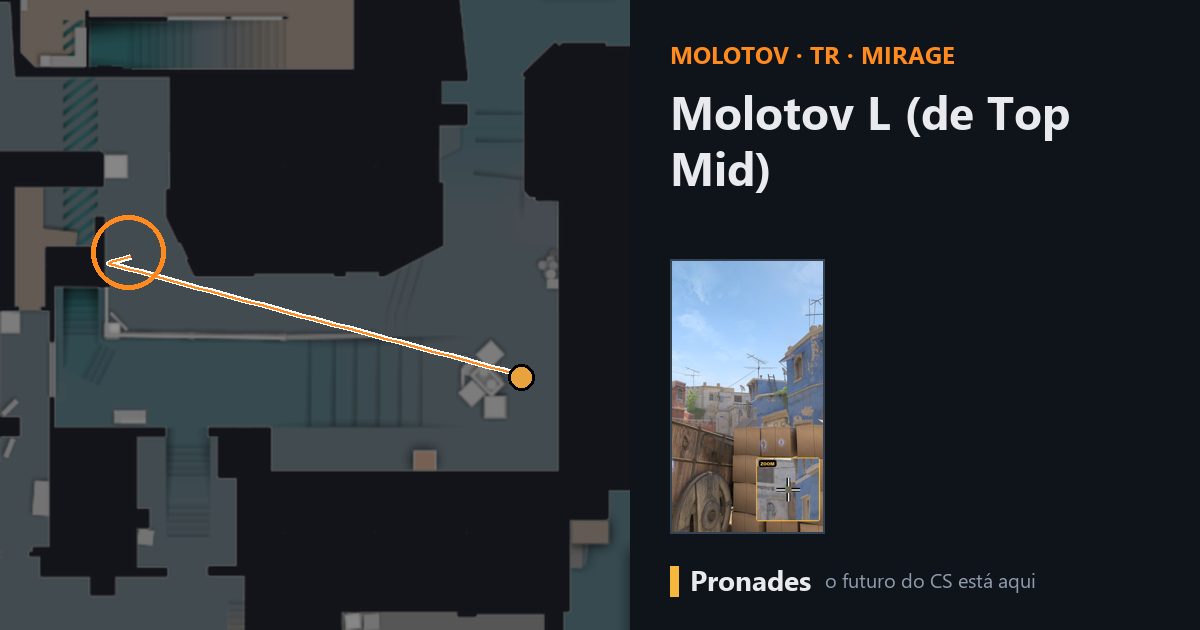 MOLOTOV · TR · MIRAGE
Molotov L (de Top
Mid)
ZOOM
Pronades o futuro do CS está aqui